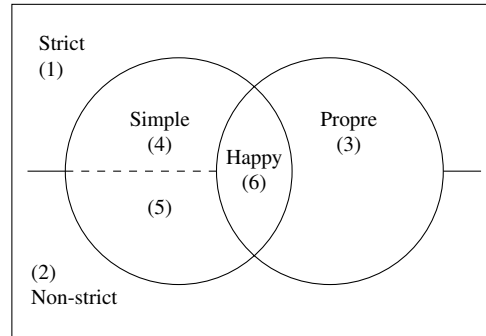 Strict
(1)
Simple
(4)
Propre
(3)
Happy
(6)
(5)
(2)
Non-strict